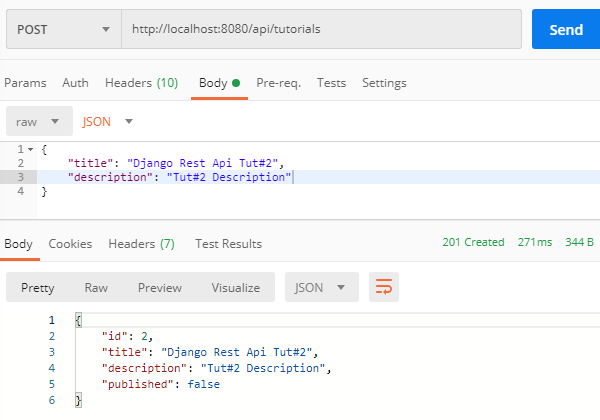 POST http://localhost:8080/api/tutorials Send
Params Auth Headers (10) Body Pre-req. Tests Settings
raw JSON
1 {
2 "title": "Django Rest Api Tut#2",
3 "description": "Tut#2 Description"
4 }
Body Cookies Headers (7) Test Results 201 Created 271ms 344 B
Pretty Raw Preview Visualize JSON
1 {
2 "id": 2,
3 "title": "Django Rest Api Tut#2",
4 "description": "Tut#2 Description",
5 "published": false
6 }